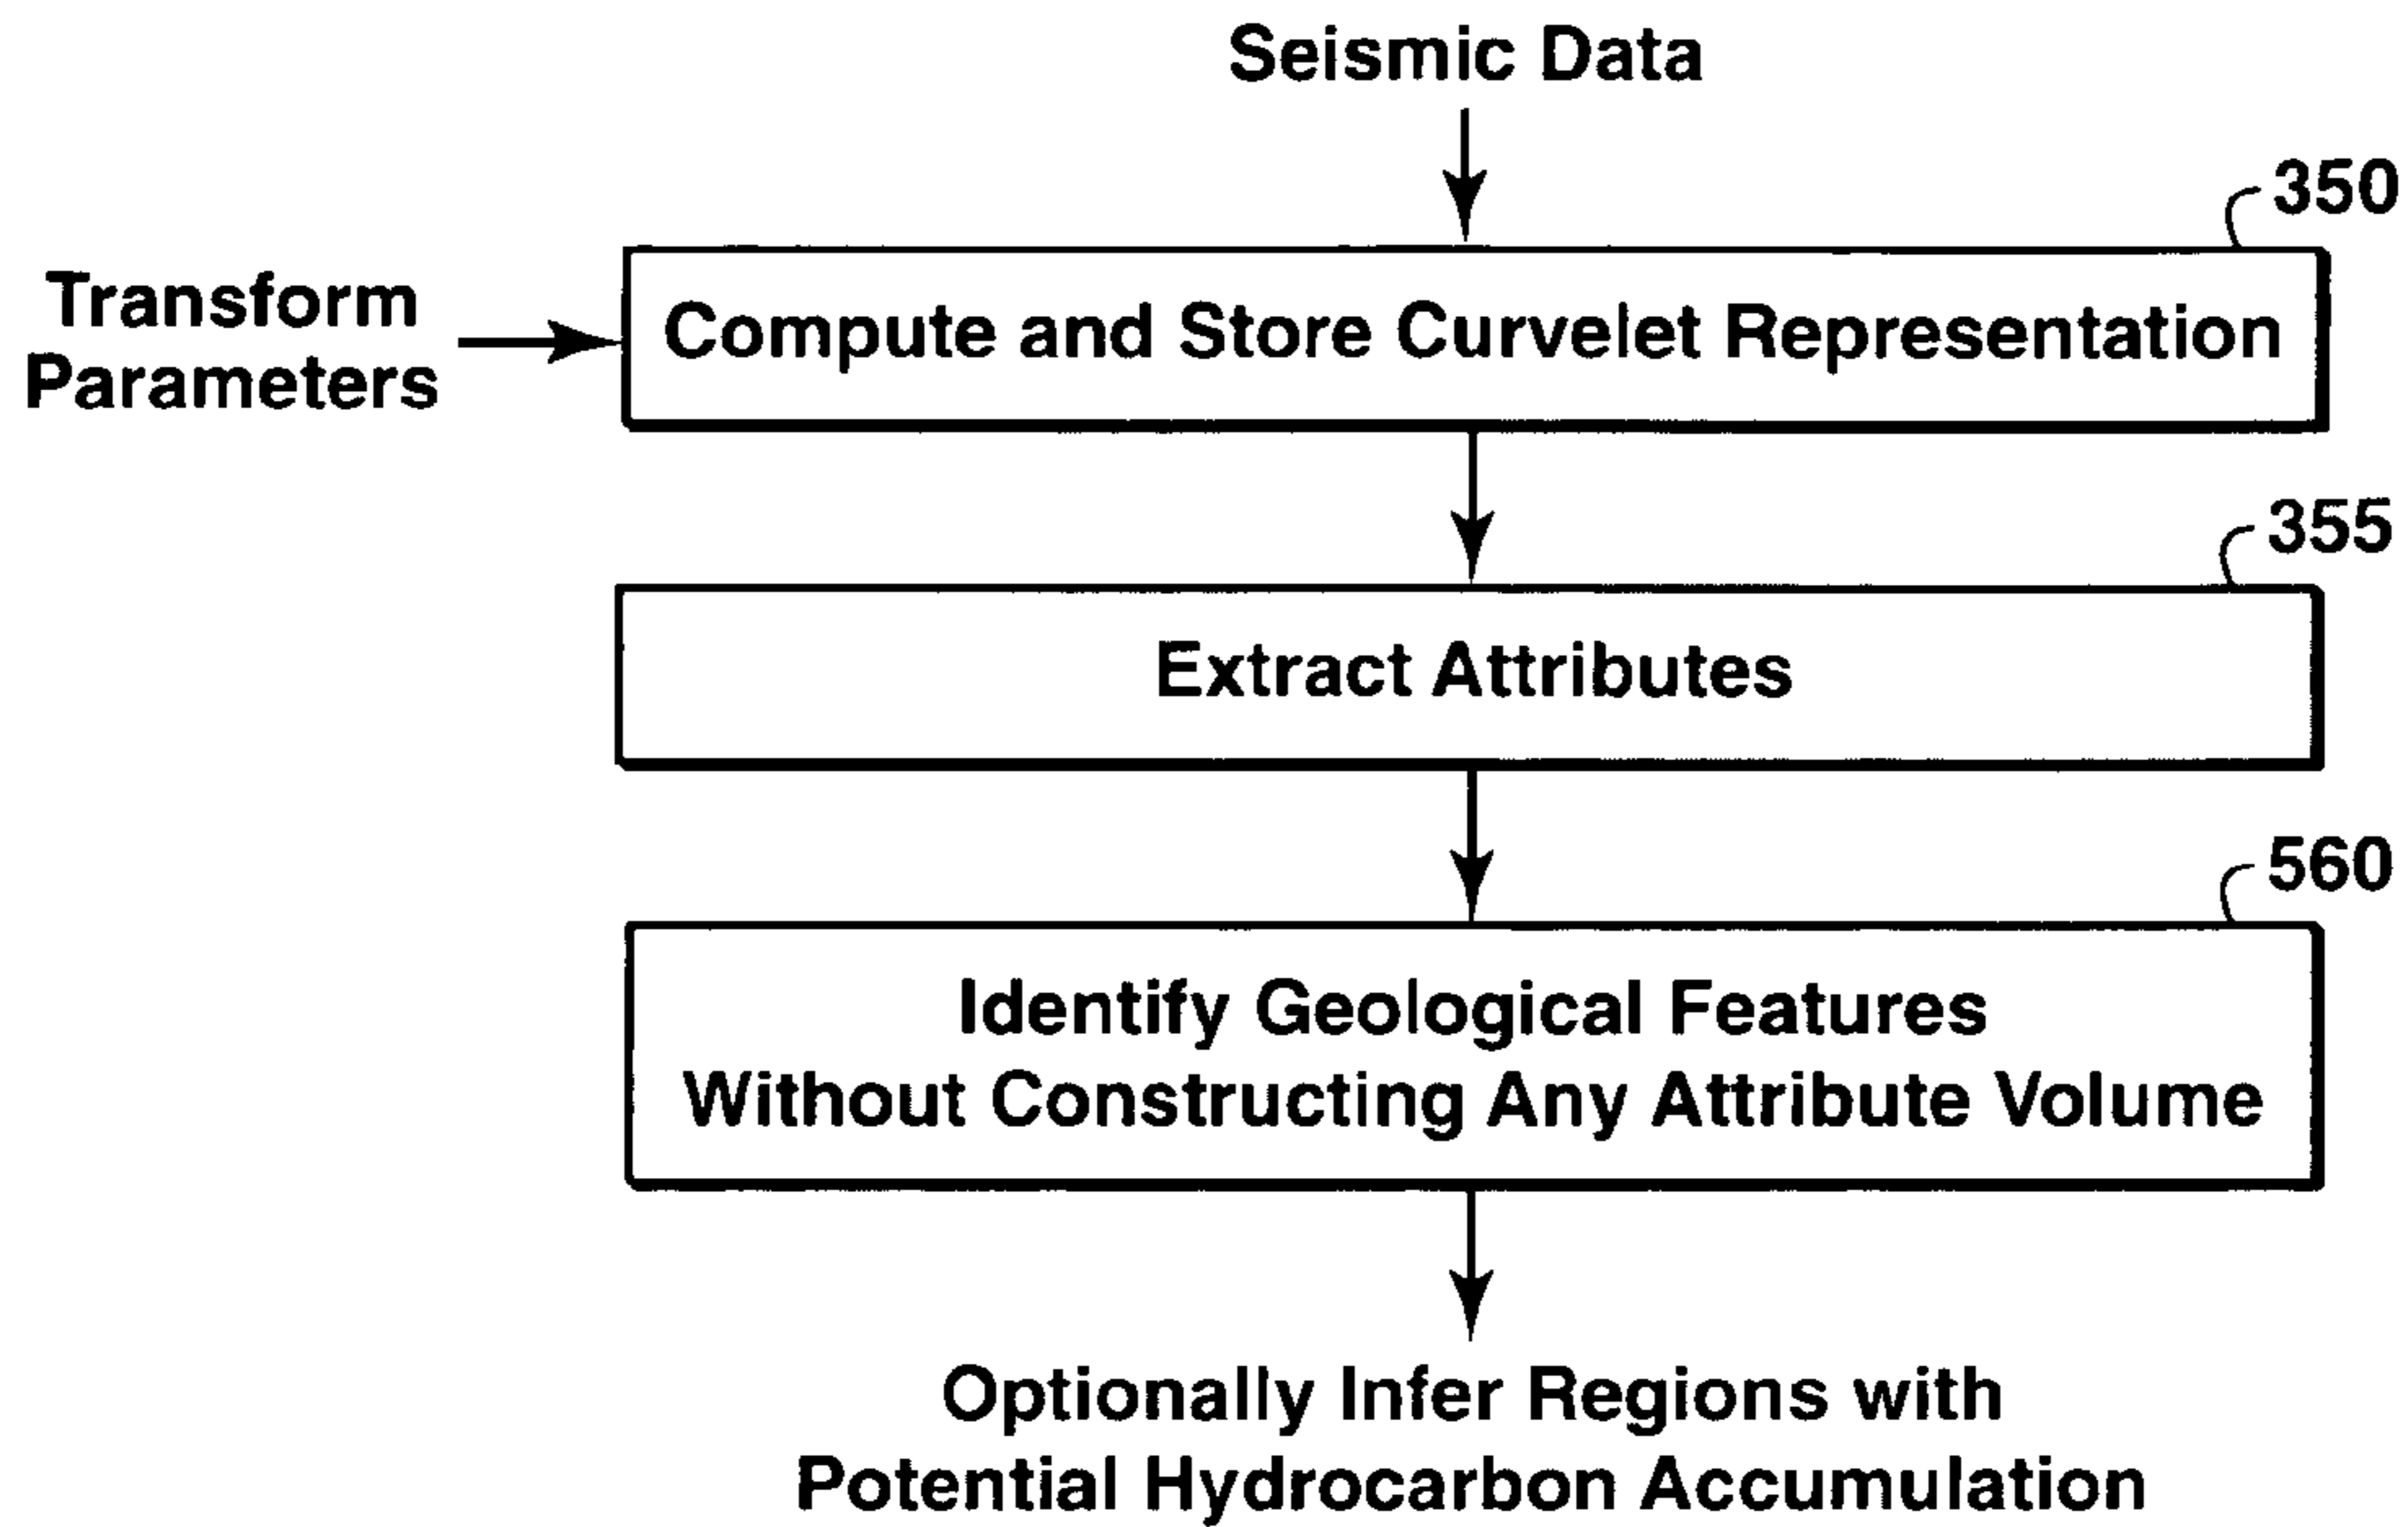 Seismic Data
350
Transform
Parameters
Compute and Store Curvelet Representation
355
Extract Attributes
560
Identify Geological Features
Without Constructing Any Attribute Volume
Optionally Infer Regions with
Potential Hydrocarbon Accumulation